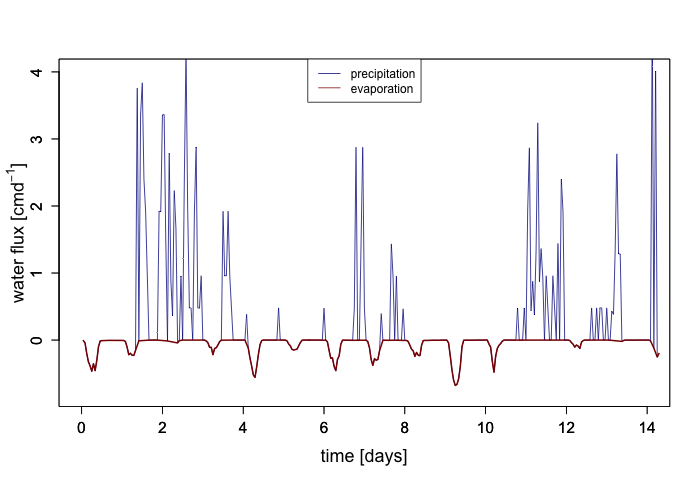 precipitation
evaporation
water flux [cmd⁻¹]
4
3
2
1
0
0 2 4 6 8 10 12 14
time [days]